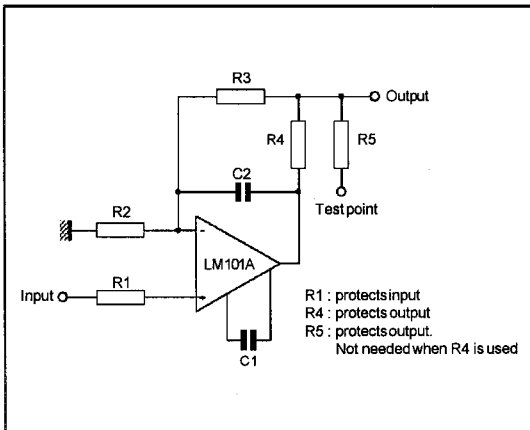 R3
Output
R4
R5
C2
Test point
R2
-
LM101A
+
Input
R1
C1
R1 : protects input
R4 : protects output
R5 : protects output.
Not needed when R4 is used